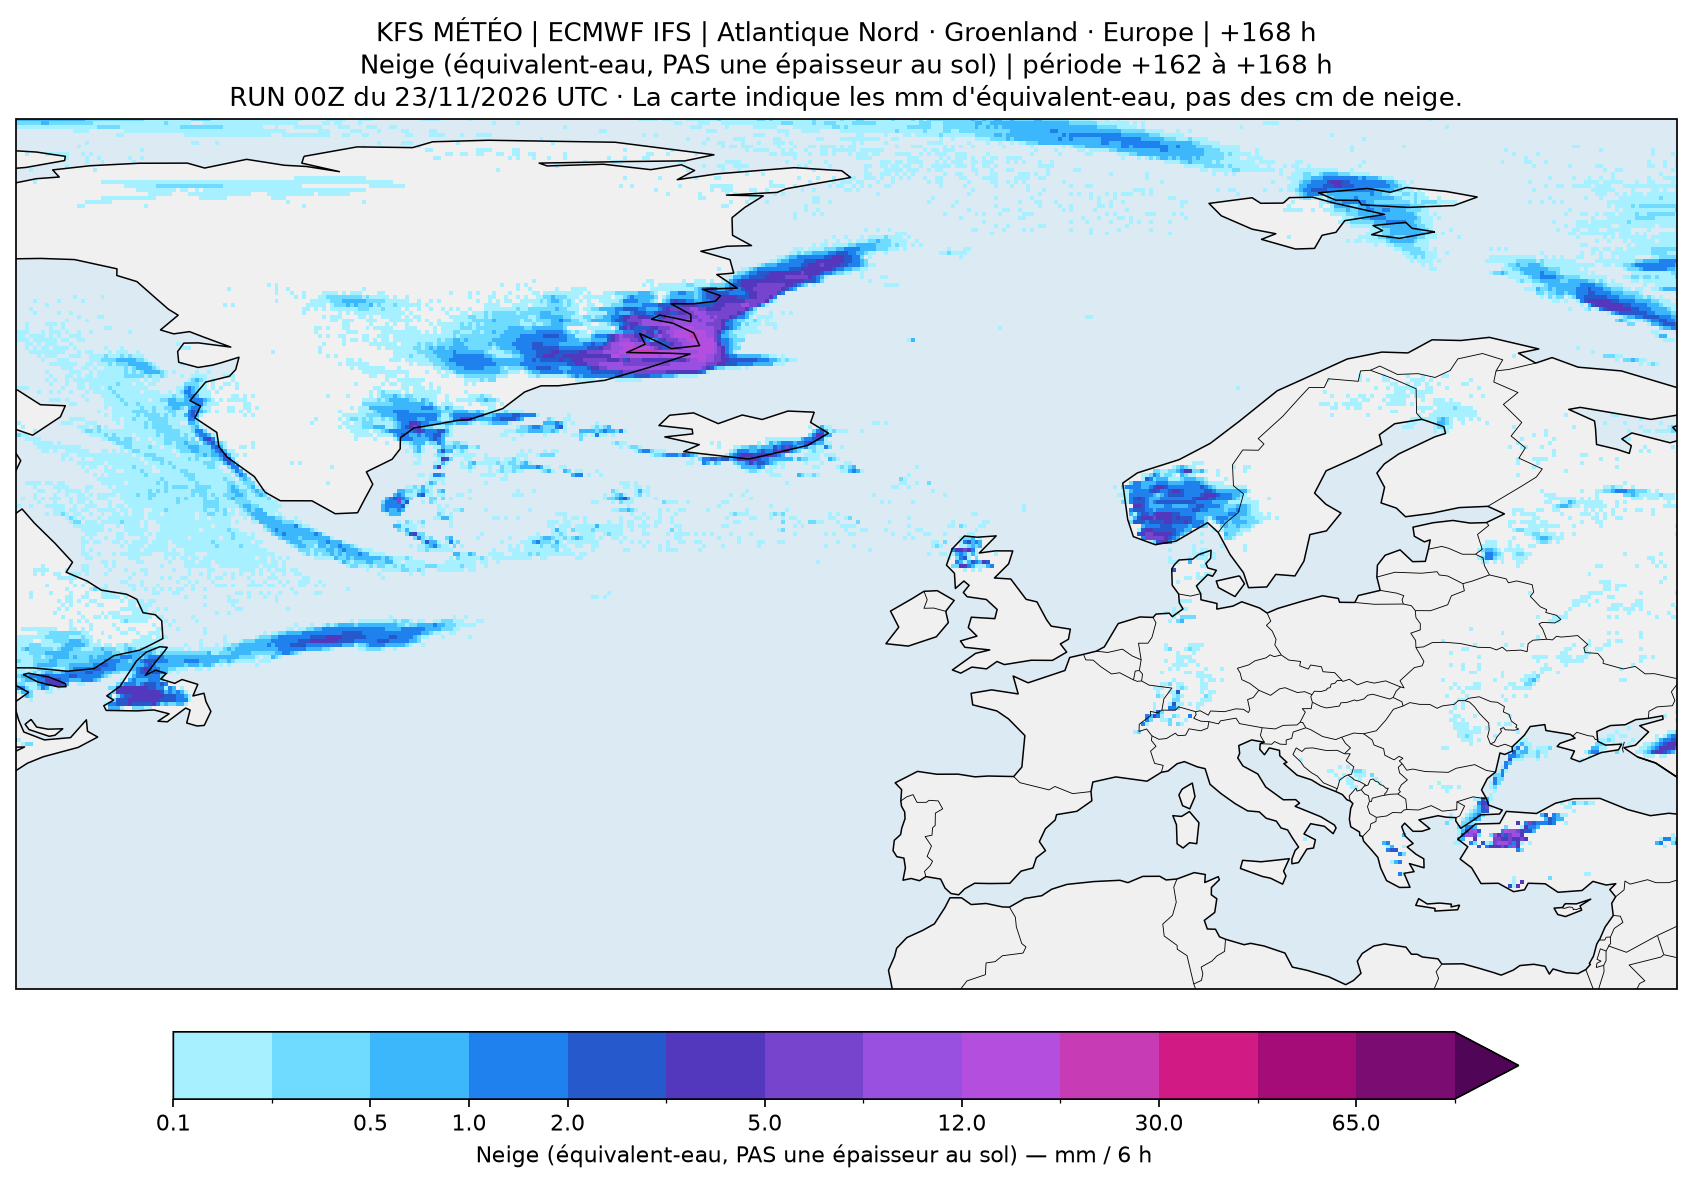 KFS MÉTÉO | ECMWF IFS | Atlantique Nord · Groenland · Europe | +168 h
Neige (équivalent-eau, PAS une épaisseur au sol) | période +162 à +168 h
RUN 00Z du 23/11/2026 UTC · La carte indique les mm d'équivalent-eau, pas des cm de neige.
0.1 0.5 1.0 2.0 5.0 12.0 30.0 65.0
Neige (équivalent-eau, PAS une épaisseur au sol) — mm / 6 h